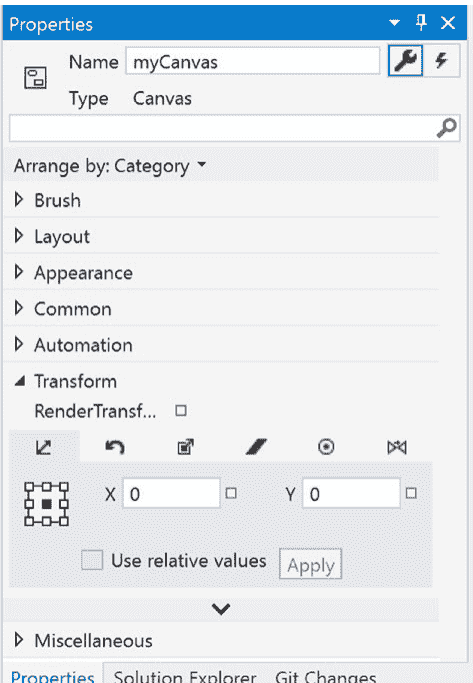 Properties
Name myCanvas
Type Canvas
Arrange by: Category
Brush
Layout
Appearance
Common
Automation
Transform
RenderTransf...
X 0 Y 0
Use relative values Apply
Miscellaneous
Properties Solution Explorer Git Changes